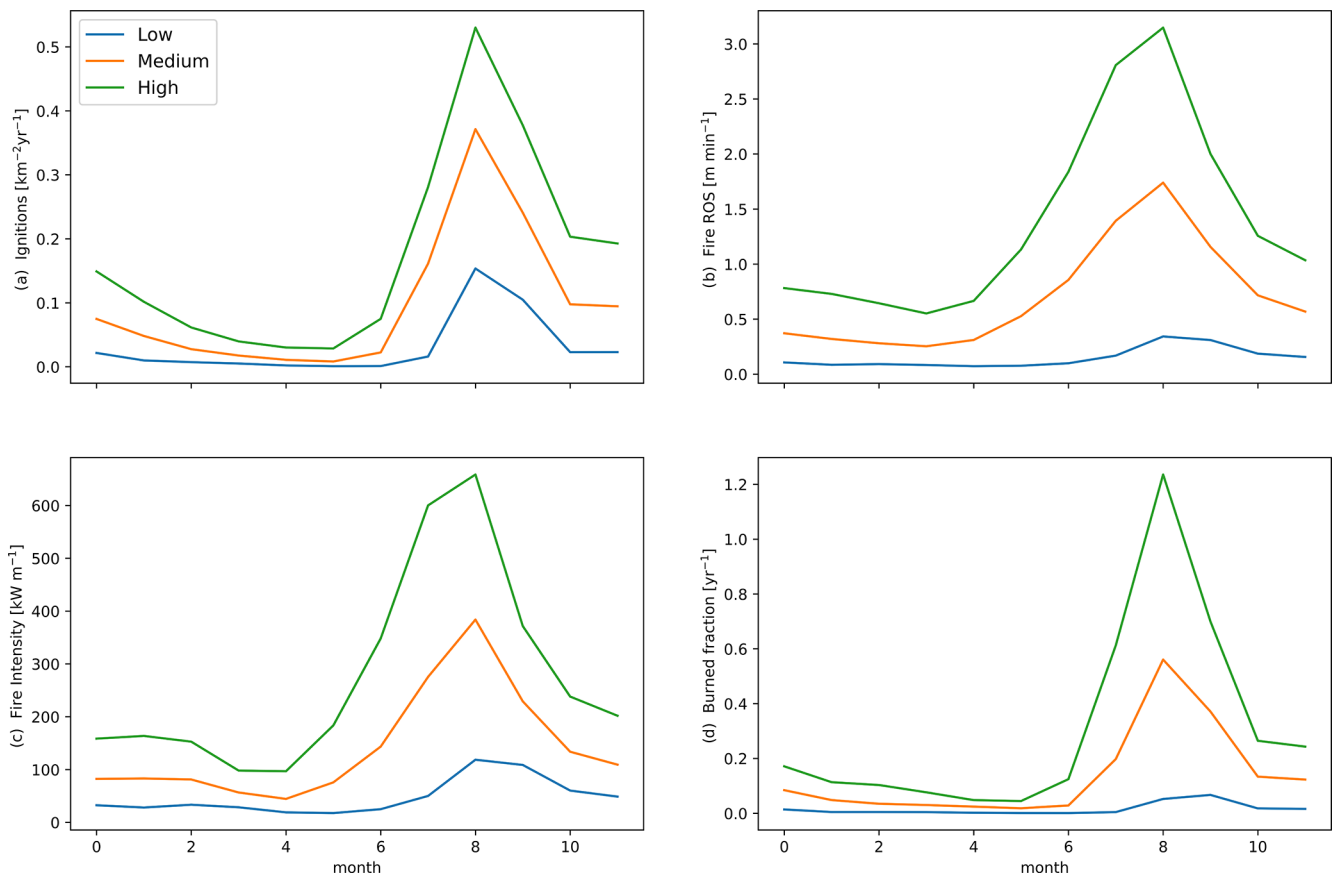 Low
Medium
High
(a) Ignitions [km⁻²yr⁻¹]
0.5
0.4
0.3
0.2
0.1
0.0
(b) Fire ROS [m min⁻¹]
3.0
2.5
2.0
1.5
1.0
0.5
0.0
(c) Fire Intensity [kW m⁻¹]
600
500
400
300
200
100
0
0 2 4 6 8 10
month
(d) Burned fraction [yr⁻¹]
1.2
1.0
0.8
0.6
0.4
0.2
0.0
0 2 4 6 8 10
month